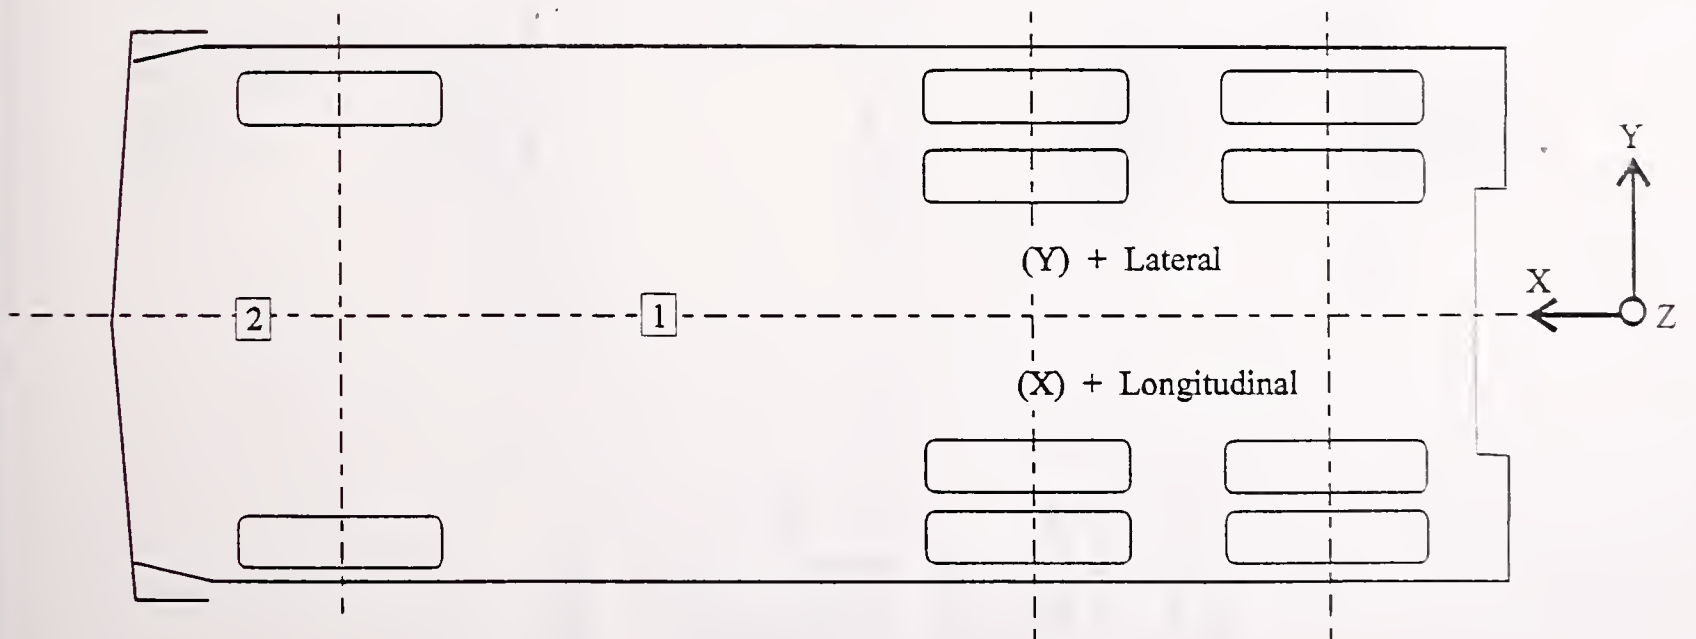 Y
(Y) + Lateral
X
2
1
Z
(X) + Longitudinal